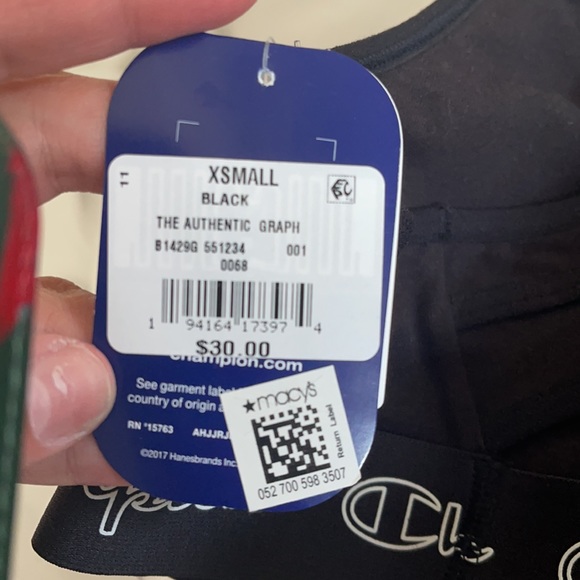 11
XSMALL
BLACK
THE AUTHENTIC GRAPH
B1429G 551234 001
0068
1 94164 17397 4
$30.00
champion.com
See garment
country of origin
RN #15763
©2017 Hanesbrands Inc.
★macy's
Return Label
052 700 598 3507